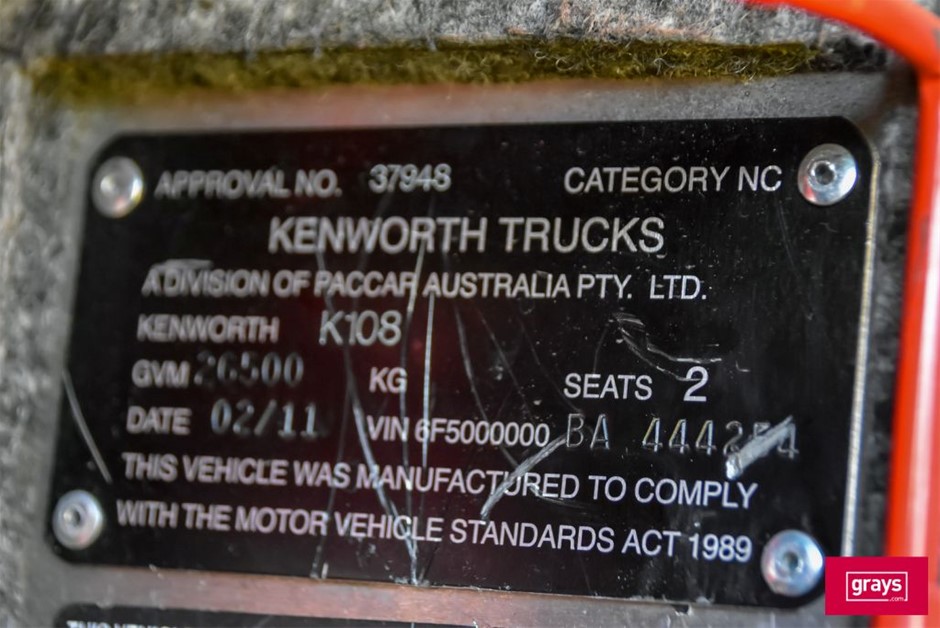 APPROVAL NO. 37948 CATEGORY NC
KENWORTH TRUCKS
A DIVISION OF PACCAR AUSTRALIA PTY. LTD.
KENWORTH K108
GVM 26500 KG SEATS 2
DATE 02/11 VIN 6F5000000 BA
THIS VEHICLE WAS MANUFACTURED TO COMPLY
WITH THE MOTOR VEHICLE STANDARDS ACT 1989
grays
.com